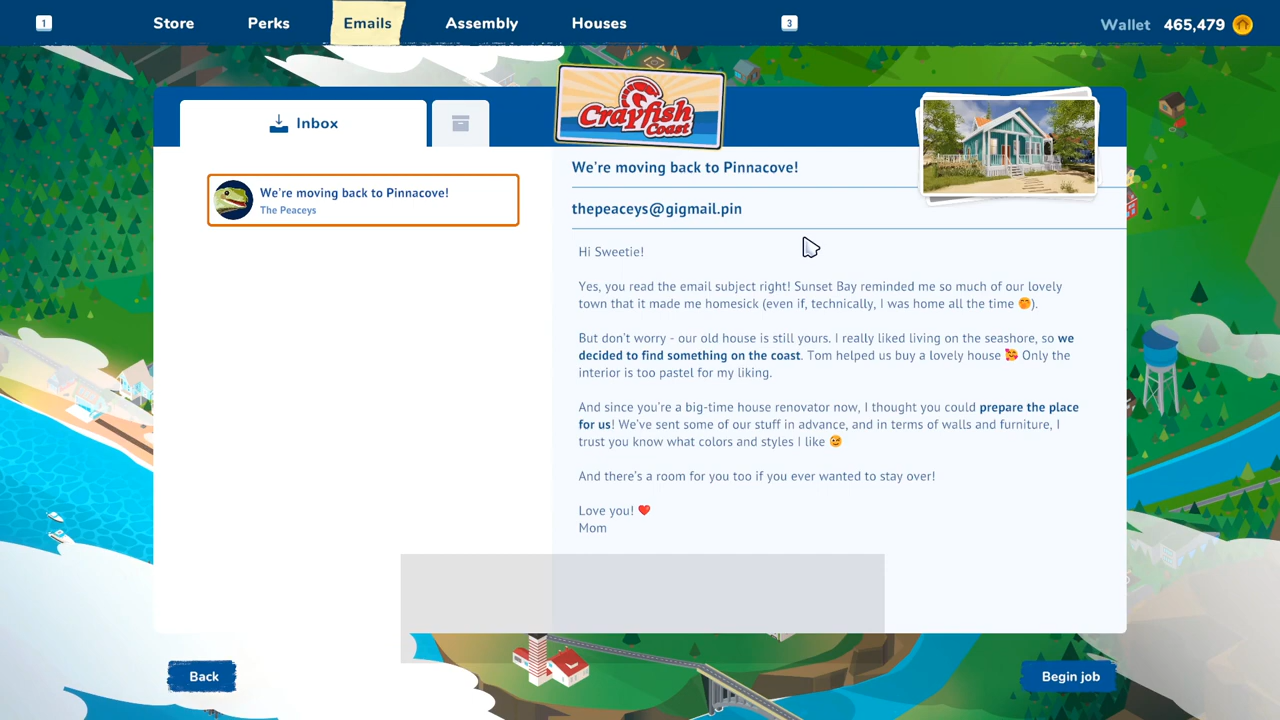 1
Store
Perks
Emails
Assembly
Houses
3
Wallet 465,479
Inbox
Crayfish
Coast
We're moving back to Pinnacove!
The Peaceys
We're moving back to Pinnacove!
thepeaceys@gigmail.pin
Hi Sweetie!
Yes, you read the email subject right! Sunset Bay reminded me so much of our lovely
town that it made me homesick (even if, technically, I was home all the time 🤭).
But don't worry - our old house is still yours. I really liked living on the seashore, so we
decided to find something on the coast. Tom helped us buy a lovely house 🥰 Only the
interior is too pastel for my liking.
And since you're a big-time house renovator now, I thought you could prepare the place
for us! We've sent some of our stuff in advance, and in terms of walls and furniture, I
trust you know what colors and styles I like 😉
And there's a room for you too if you ever wanted to stay over!
Love you! ❤️
Mom
Back
Begin job